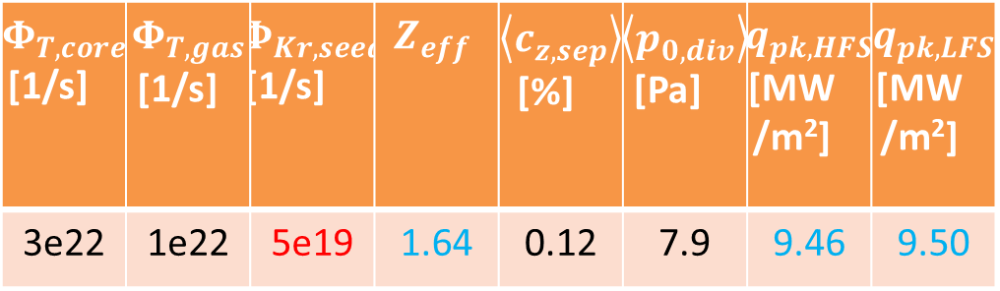 Φ_T,core Φ_T,gas Φ_Kr,seed Z_eff ⟨c_z,sep⟩ ⟨p_0,div⟩ q_pk,HFS q_pk,LFS
[1/s] [1/s] [1/s] [%] [Pa] [MW /m²] [MW /m²]
3e22 1e22 5e19 1.64 0.12 7.9 9.46 9.50